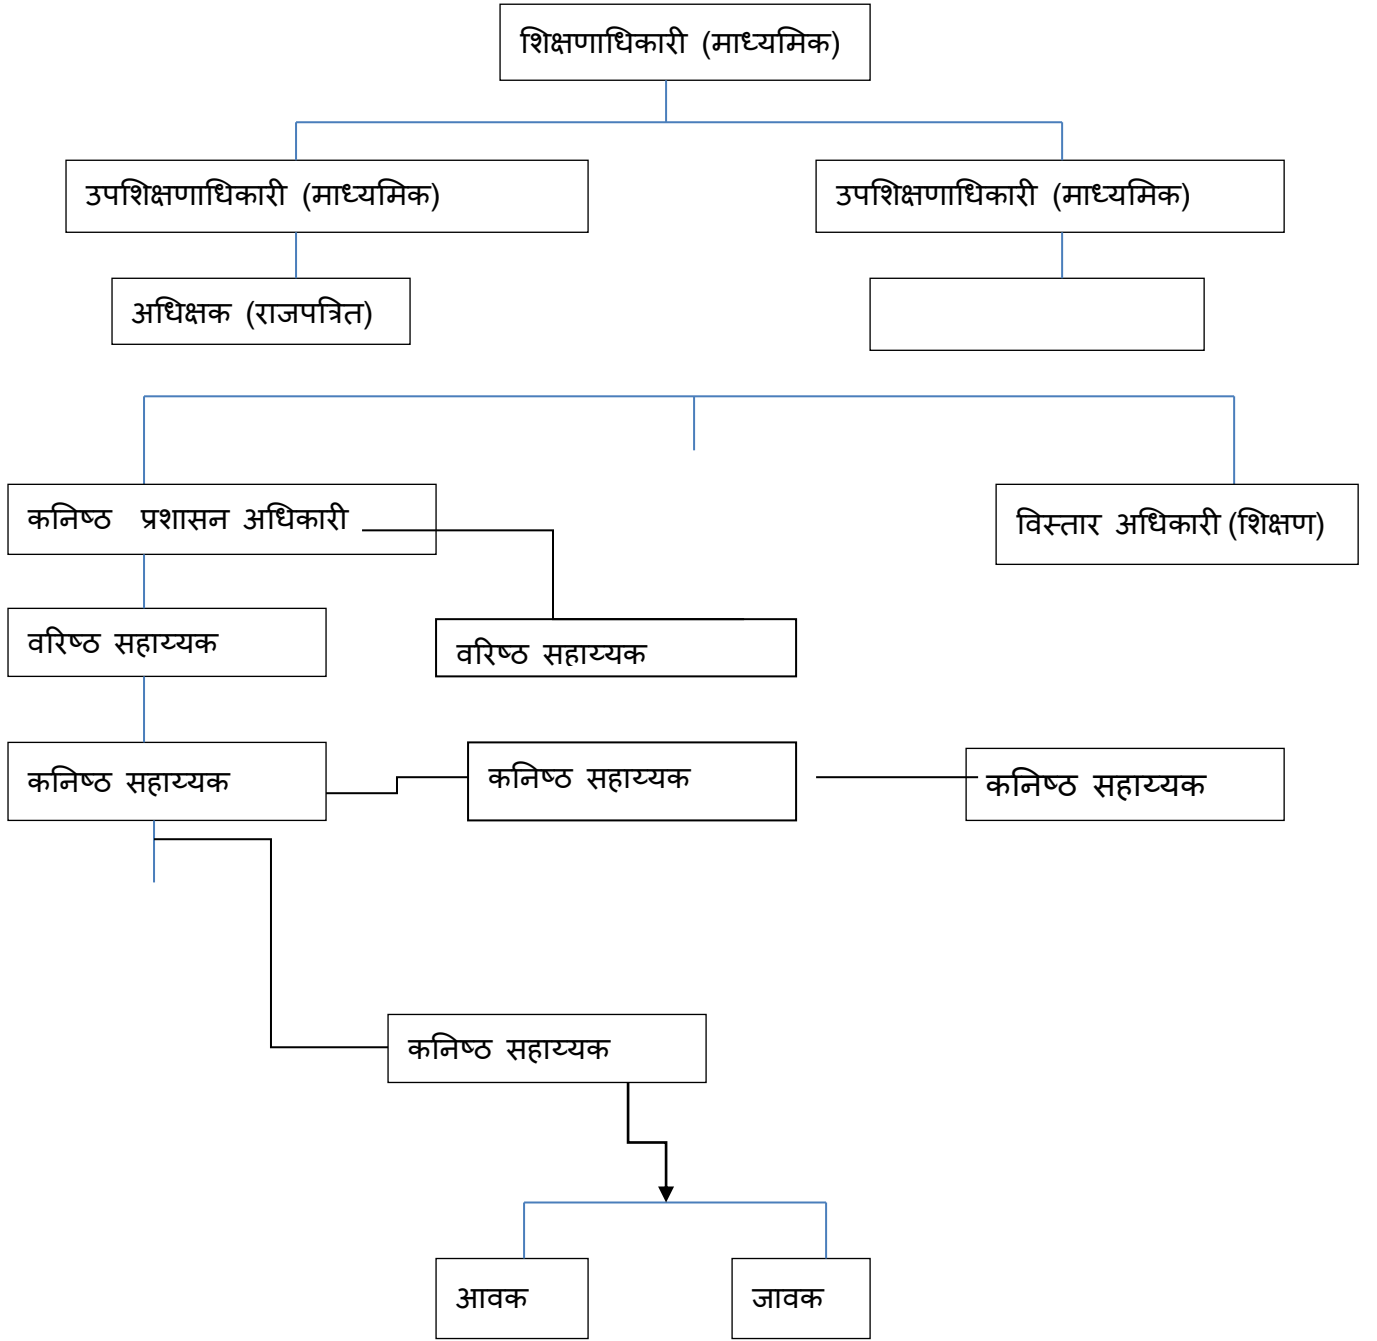 शिक्षणाधिकारी (माध्यमिक)
उपशिक्षणाधिकारी (माध्यमिक)
उपशिक्षणाधिकारी (माध्यमिक)
अधिक्षक (राजपत्रित)
कनिष्ठ प्रशासन अधिकारी
विस्तार अधिकारी (शिक्षण)
वरिष्ठ सहाय्यक
वरिष्ठ सहाय्यक
कनिष्ठ सहाय्यक
कनिष्ठ सहाय्यक
कनिष्ठ सहाय्यक
कनिष्ठ सहाय्यक
आवक
जावक